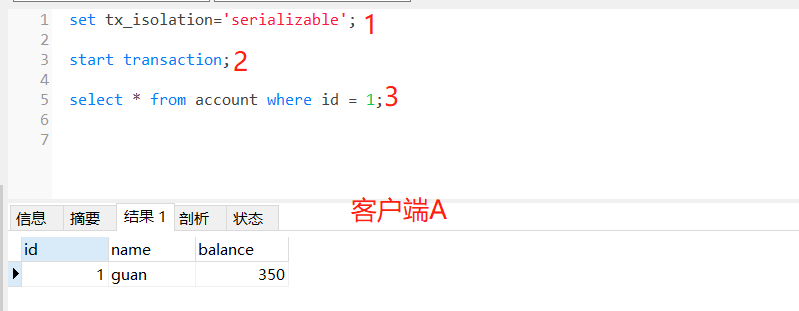 1 set tx_isolation='serializable'; 1
2
3 start transaction; 2
4
5 select * from account where id = 1; 3
6
7
客户端A
信息 摘要 结果 1 剖析 状态
id name balance
1 guan 350